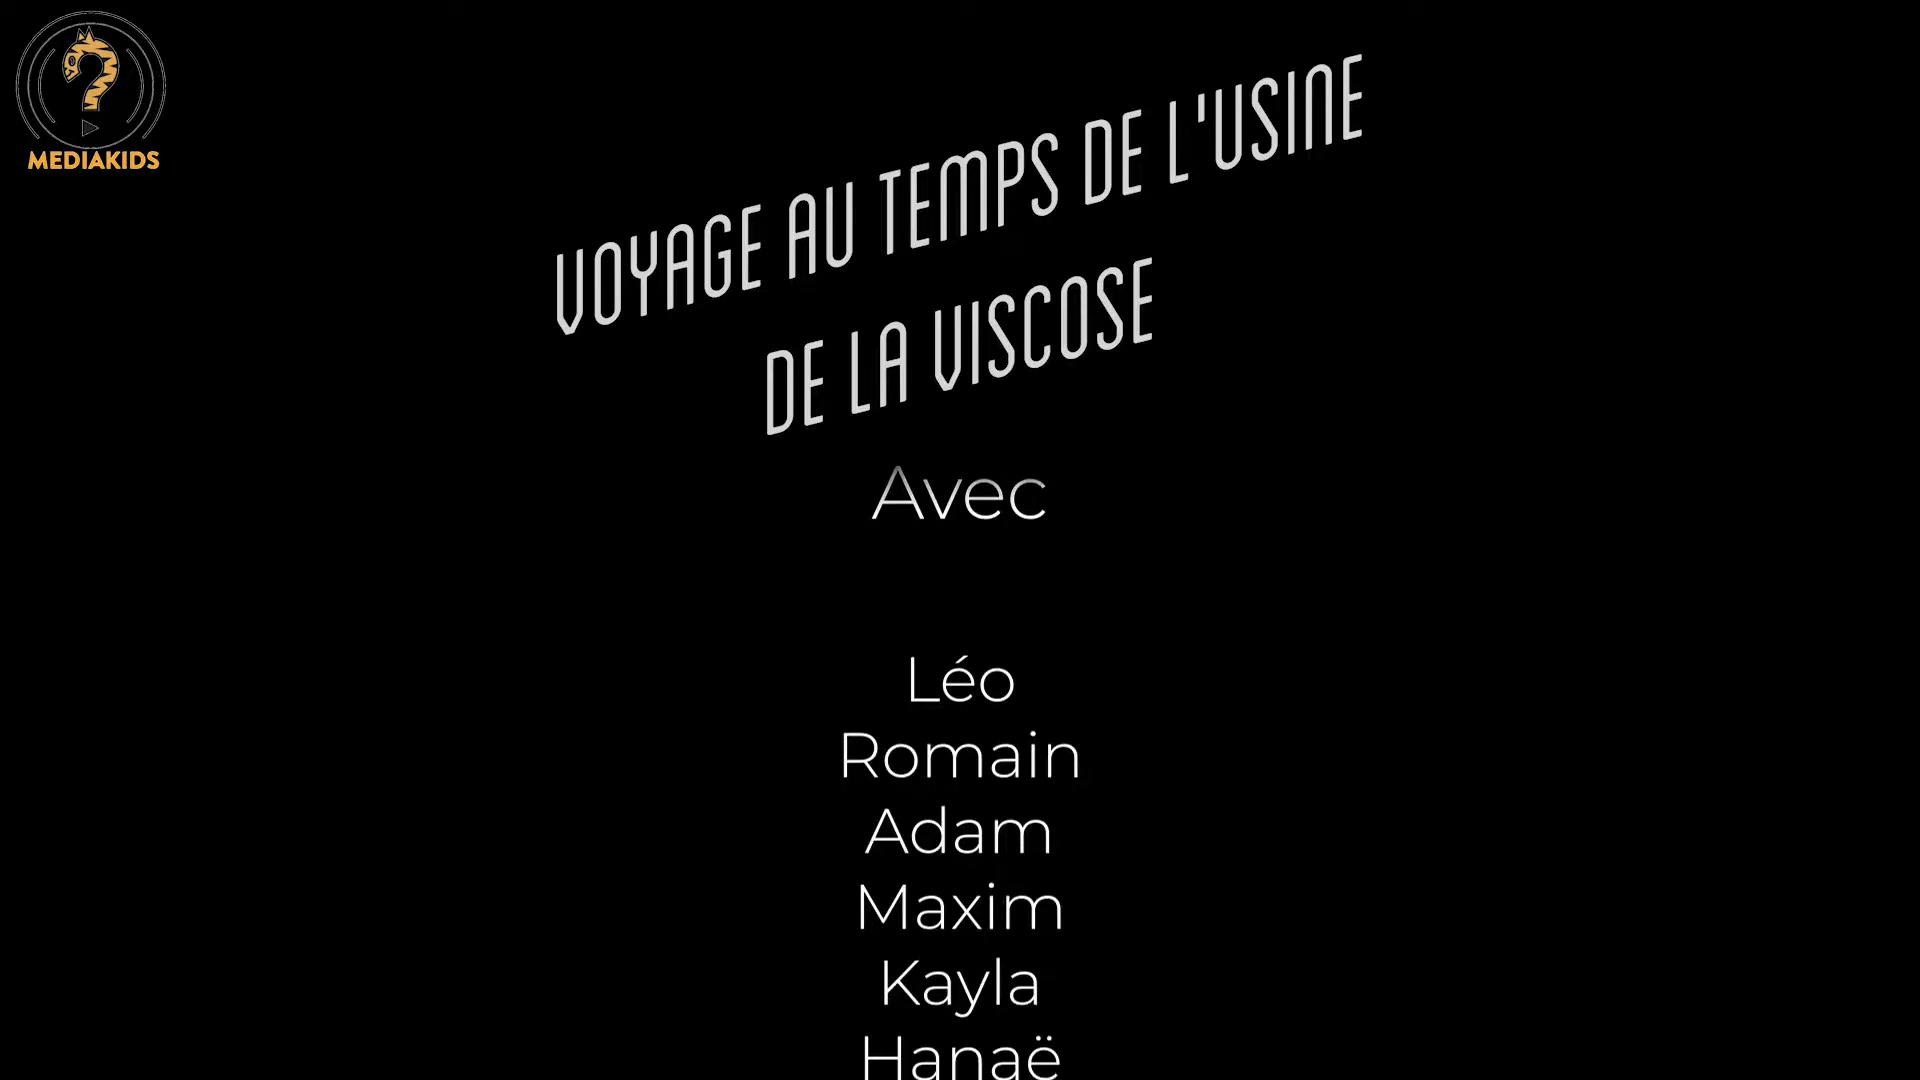 MEDIAKIDS
VOYAGE AU TEMPS DE L'USINE
DE LA VISCOSE
Avec
Léo
Romain
Adam
Maxim
Kayla
Hanaë